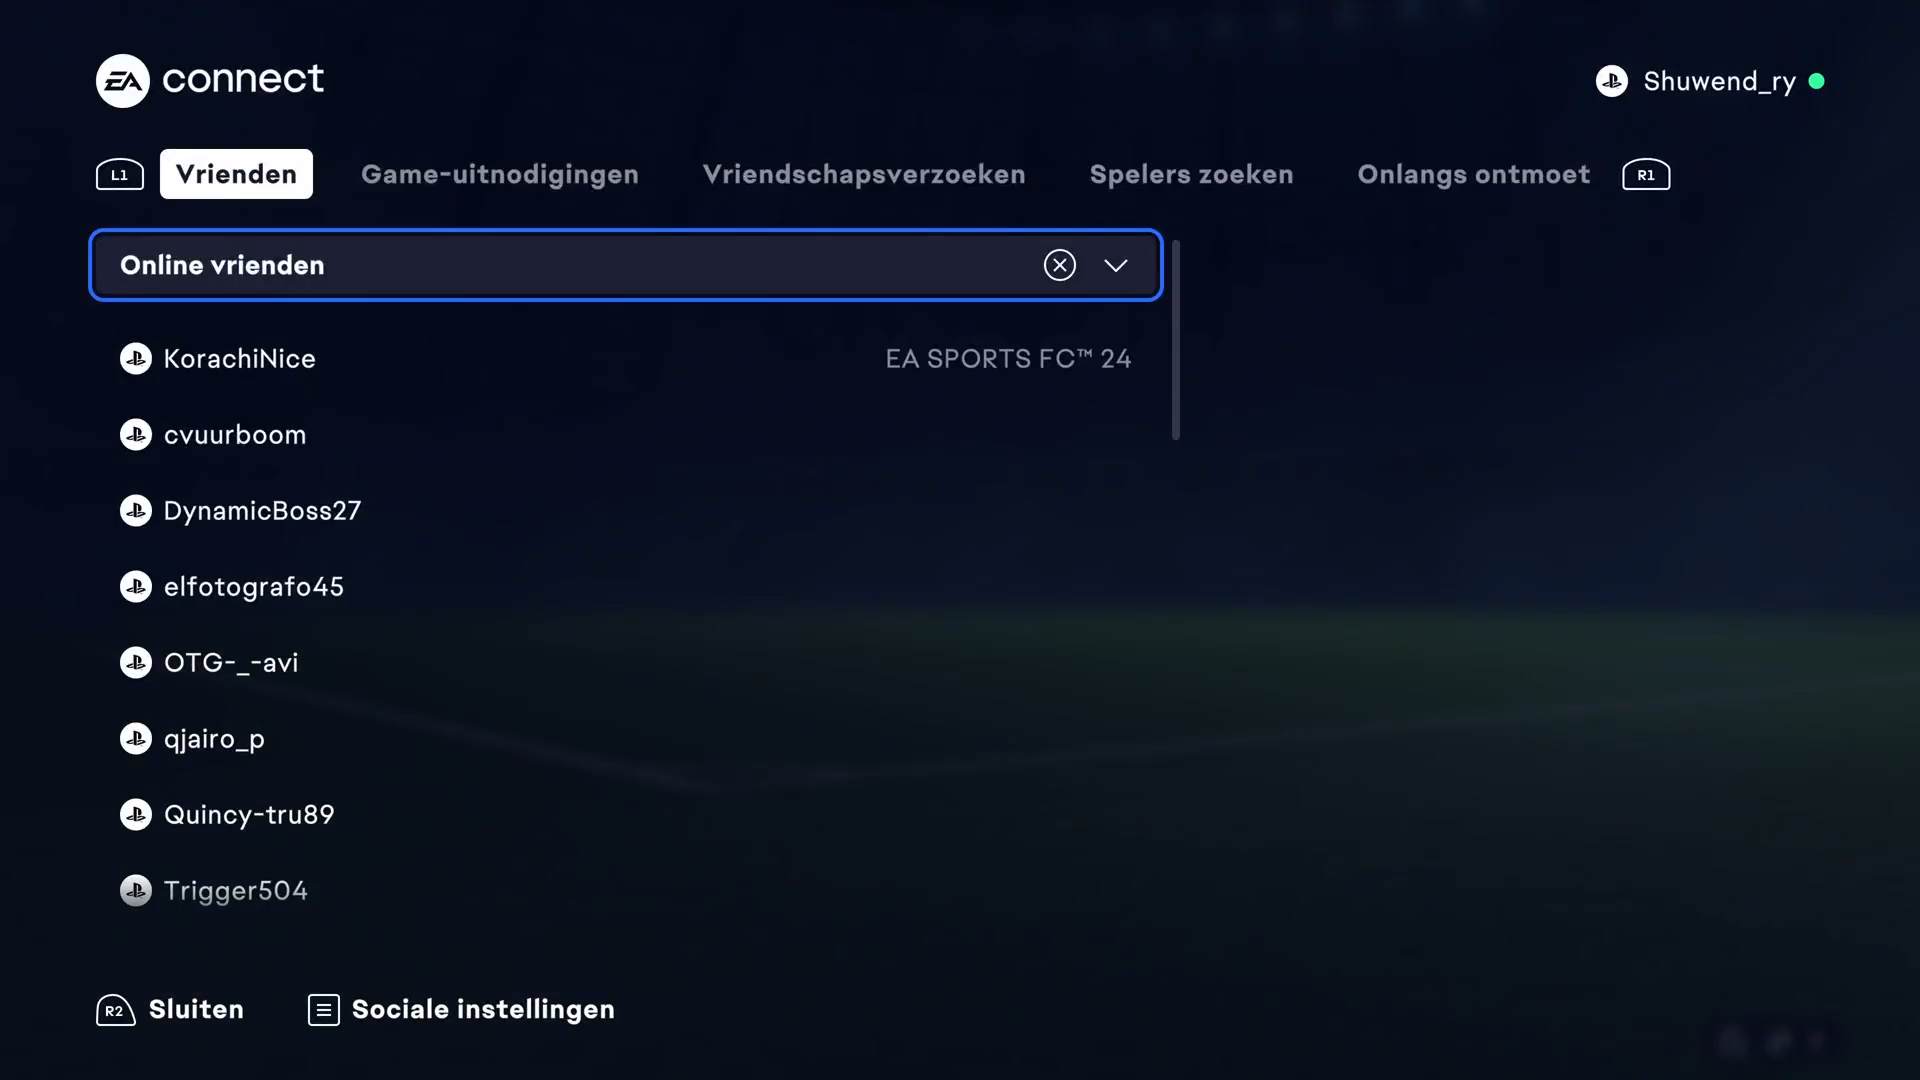 EA connect
Shuwend_ry
L1 Vrienden Game-uitnodigingen Vriendschapsverzoeken Spelers zoeken Onlangs ontmoet R1
Online vrienden
KorachiNice EA SPORTS FC™ 24
cvuurboom
DynamicBoss27
elfotografo45
OTG-_-avi
qjairo_p
Quincy-tru89
Trigger504
R2 Sluiten Sociale instellingen